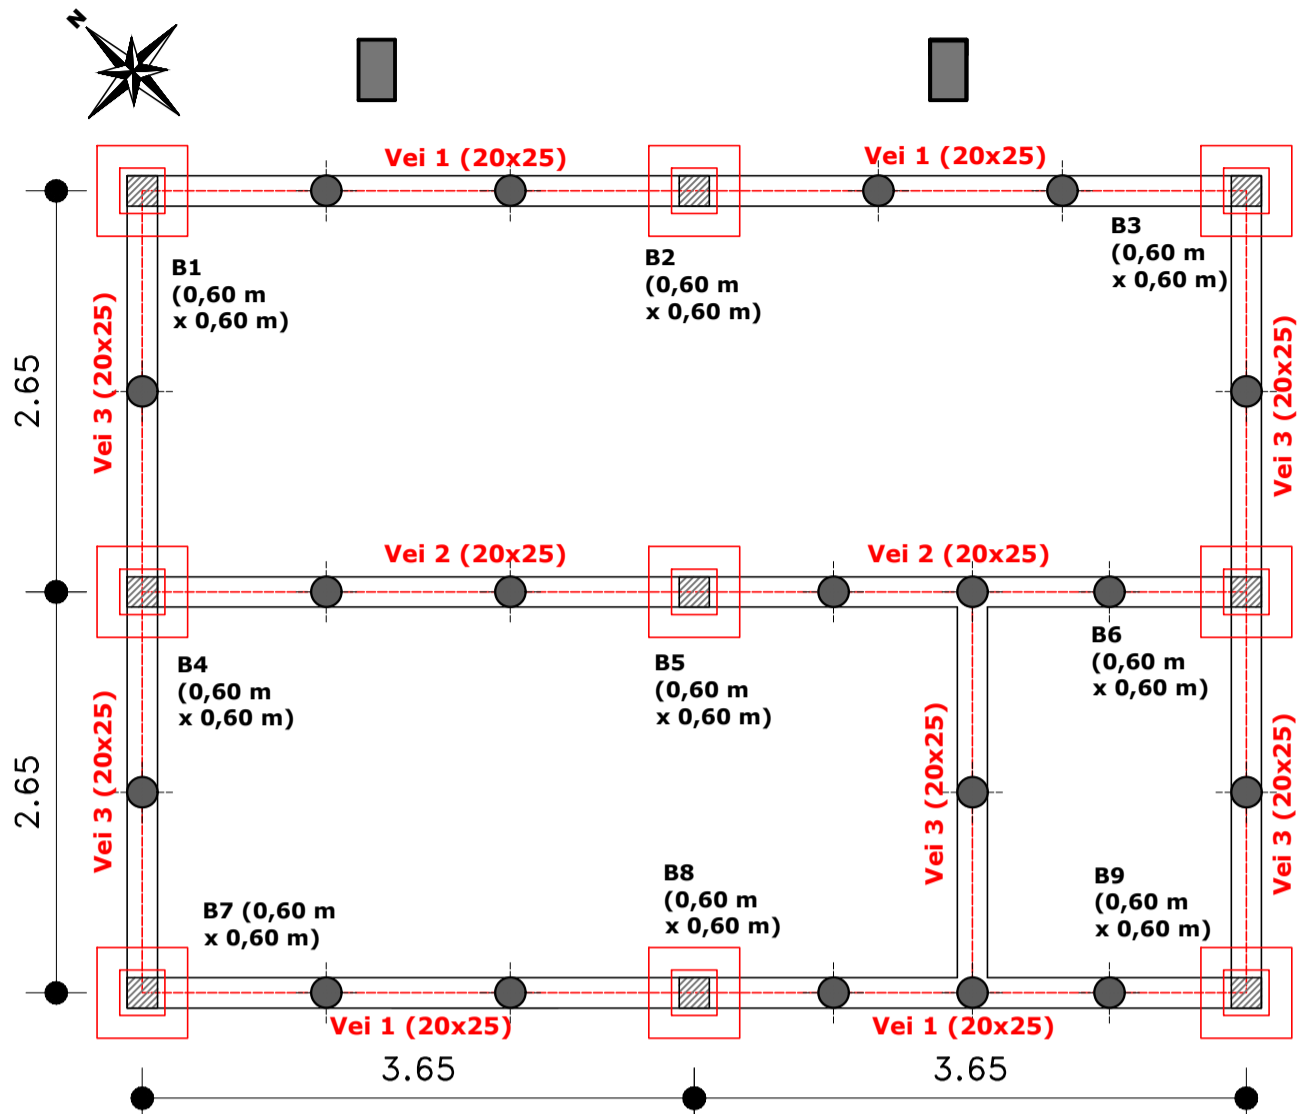 N
Vei 1 (20x25)
Vei 1 (20x25)
B1
(0,60 m
x 0,60 m)
B2
(0,60 m
x 0,60 m)
B3
(0,60 m
x 0,60 m)
2.65
Vei 3 (20x25)
Vei 3 (20x25)
Vei 2 (20x25)
Vei 2 (20x25)
B4
(0,60 m
x 0,60 m)
B5
(0,60 m
x 0,60 m)
B6
(0,60 m
x 0,60 m)
2.65
Vei 3 (20x25)
Vei 3 (20x25)
Vei 3 (20x25)
B7 (0,60 m
x 0,60 m)
B8
(0,60 m
x 0,60 m)
B9
(0,60 m
x 0,60 m)
Vei 1 (20x25)
Vei 1 (20x25)
3.65
3.65